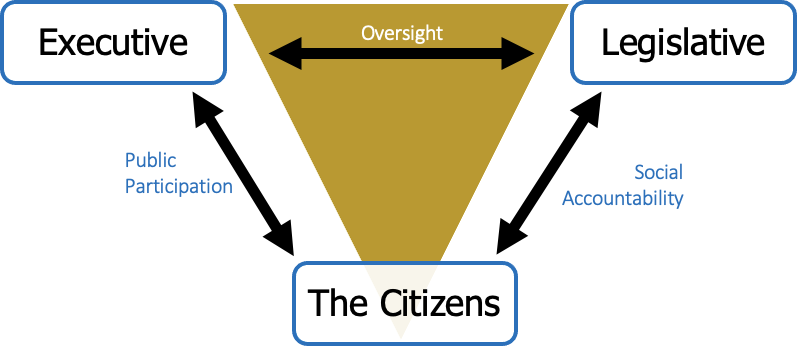 Executive
Oversight
Legislative
Public
Participation
Social
Accountability
The Citizens